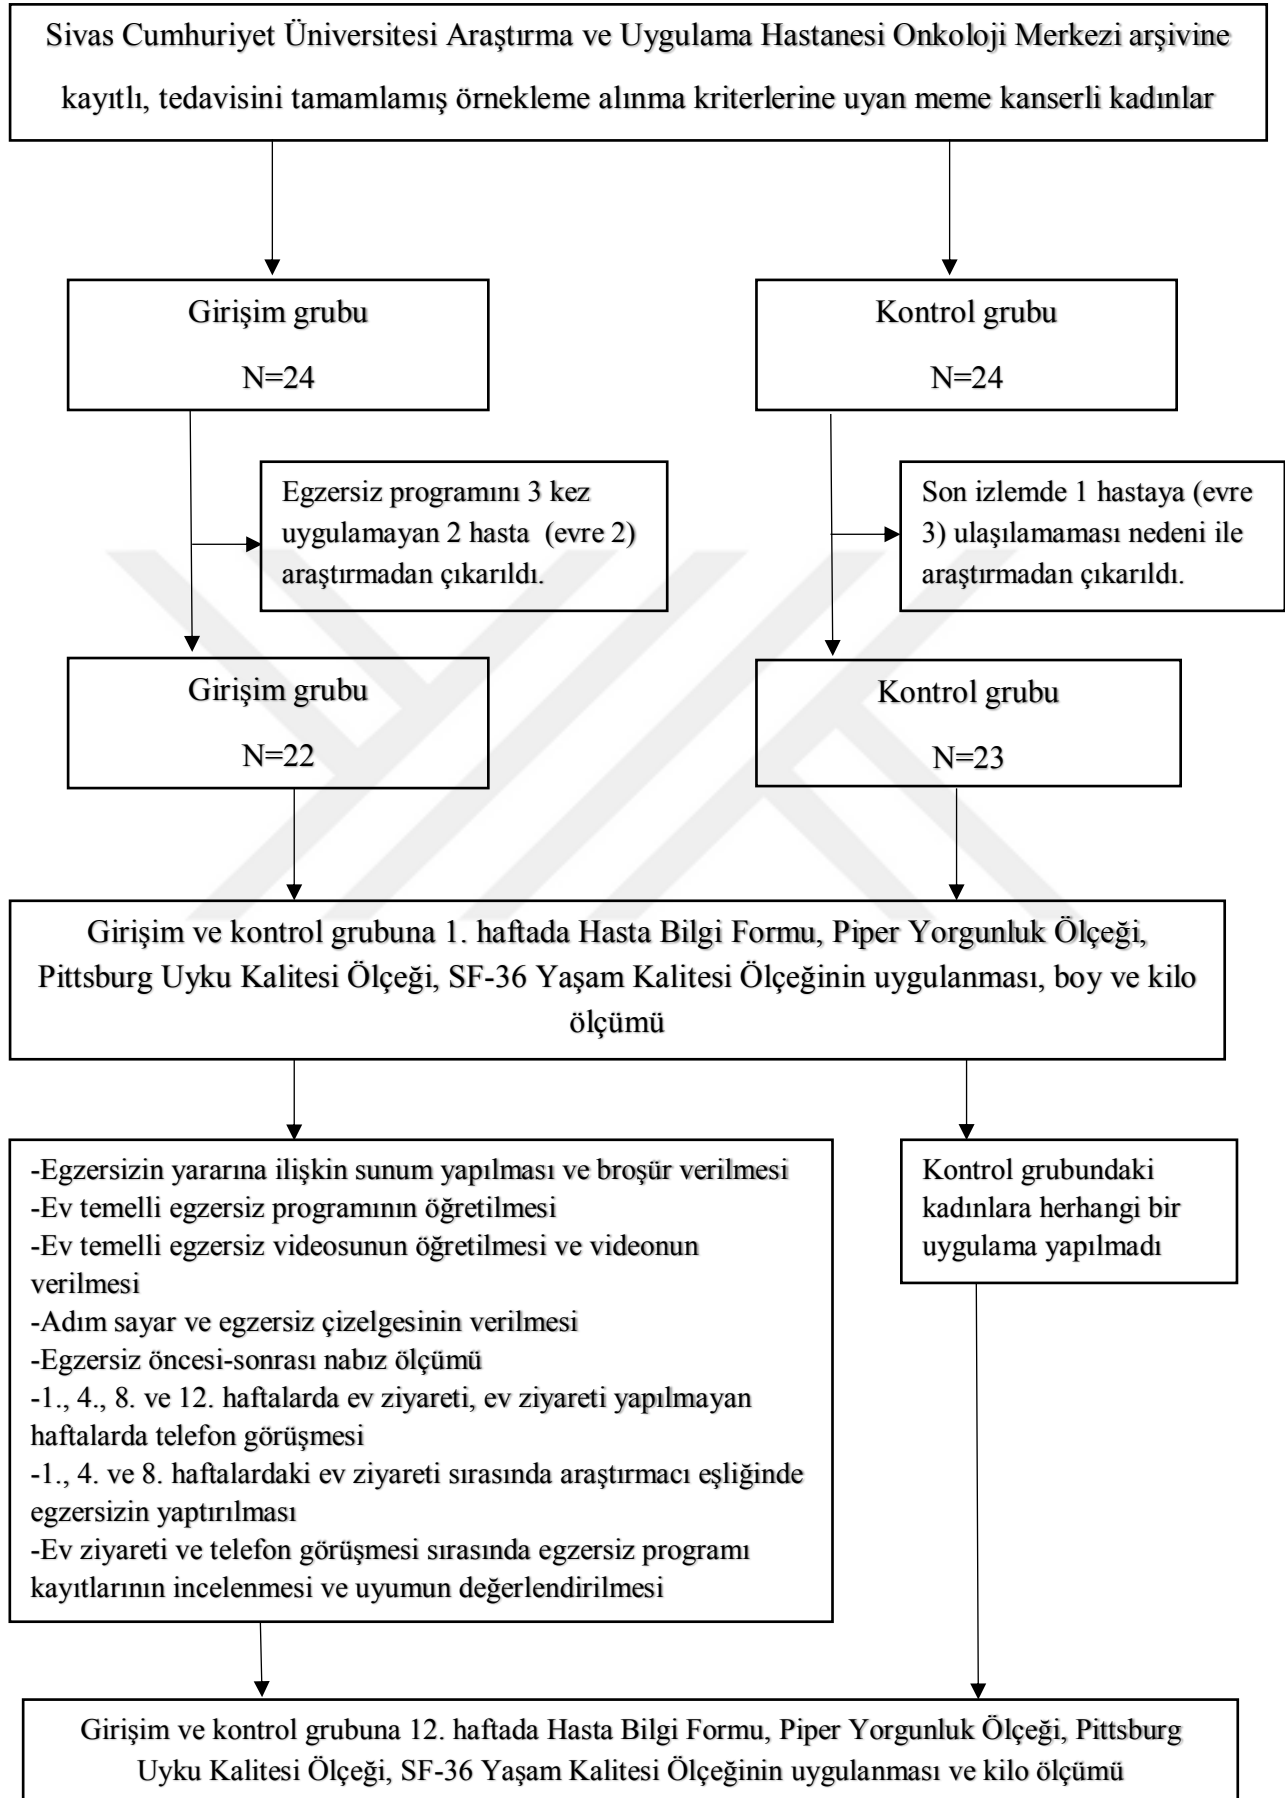 Sivas Cumhuriyet Üniversitesi Araştırma ve Uygulama Hastanesi Onkoloji Merkezi arşivine
kayıtlı, tedavisini tamamlamış örnekleme alınma kriterlerine uyan meme kanserli kadınlar
Girişim grubu
N=24
Kontrol grubu
N=24
Egzersiz programını 3 kez
uygulamayan 2 hasta (evre 2)
araştırmadan çıkarıldı.
Son izlemde 1 hastaya (evre
3) ulaşılamaması nedeni ile
araştırmadan çıkarıldı.
Girişim grubu
N=22
Kontrol grubu
N=23
Girişim ve kontrol grubuna 1. haftada Hasta Bilgi Formu, Piper Yorgunluk Ölçeği,
Pittsburg Uyku Kalitesi Ölçeği, SF-36 Yaşam Kalitesi Ölçeğinin uygulanması, boy ve kilo
ölçümü
-Egzersizin yararına ilişkin sunum yapılması ve broşür verilmesi
-Ev temelli egzersiz programının öğretilmesi
-Ev temelli egzersiz videosunun öğretilmesi ve videonun
verilmesi
-Adım sayar ve egzersiz çizelgesinin verilmesi
-Egzersiz öncesi-sonrası nabız ölçümü
-1., 4., 8. ve 12. haftalarda ev ziyareti, ev ziyareti yapılmayan
haftalarda telefon görüşmesi
-1., 4. ve 8. haftalardaki ev ziyareti sırasında araştırmacı eşliğinde
egzersizin yaptırılması
-Ev ziyareti ve telefon görüşmesi sırasında egzersiz programı
kayıtlarının incelenmesi ve uyumun değerlendirilmesi
Kontrol grubundaki
kadınlara herhangi bir
uygulama yapılmadı
Girişim ve kontrol grubuna 12. haftada Hasta Bilgi Formu, Piper Yorgunluk Ölçeği, Pittsburg
Uyku Kalitesi Ölçeği, SF-36 Yaşam Kalitesi Ölçeğinin uygulanması ve kilo ölçümü